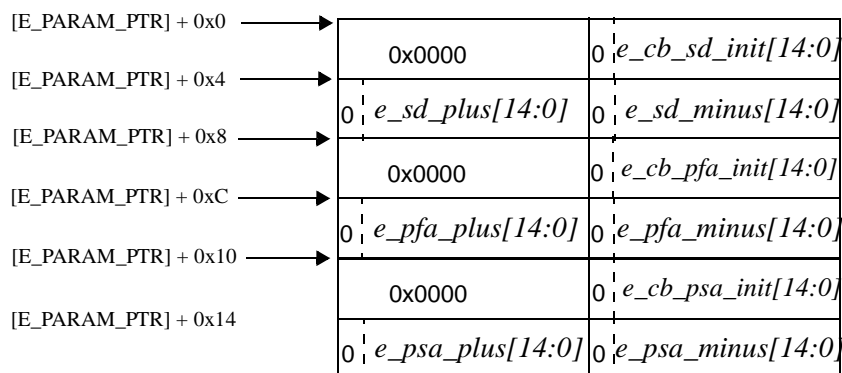 [E_PARAM_PTR] + 0x0
0x0000 0 e_cb_sd_init[14:0]
[E_PARAM_PTR] + 0x4
0 e_sd_plus[14:0] 0 e_sd_minus[14:0]
[E_PARAM_PTR] + 0x8
0x0000 0 e_cb_pfa_init[14:0]
[E_PARAM_PTR] + 0xC
0 e_pfa_plus[14:0] 0 e_pfa_minus[14:0]
[E_PARAM_PTR] + 0x10
0x0000 0 e_cb_psa_init[14:0]
[E_PARAM_PTR] + 0x14
0 e_psa_plus[14:0] 0 e_psa_minus[14:0]